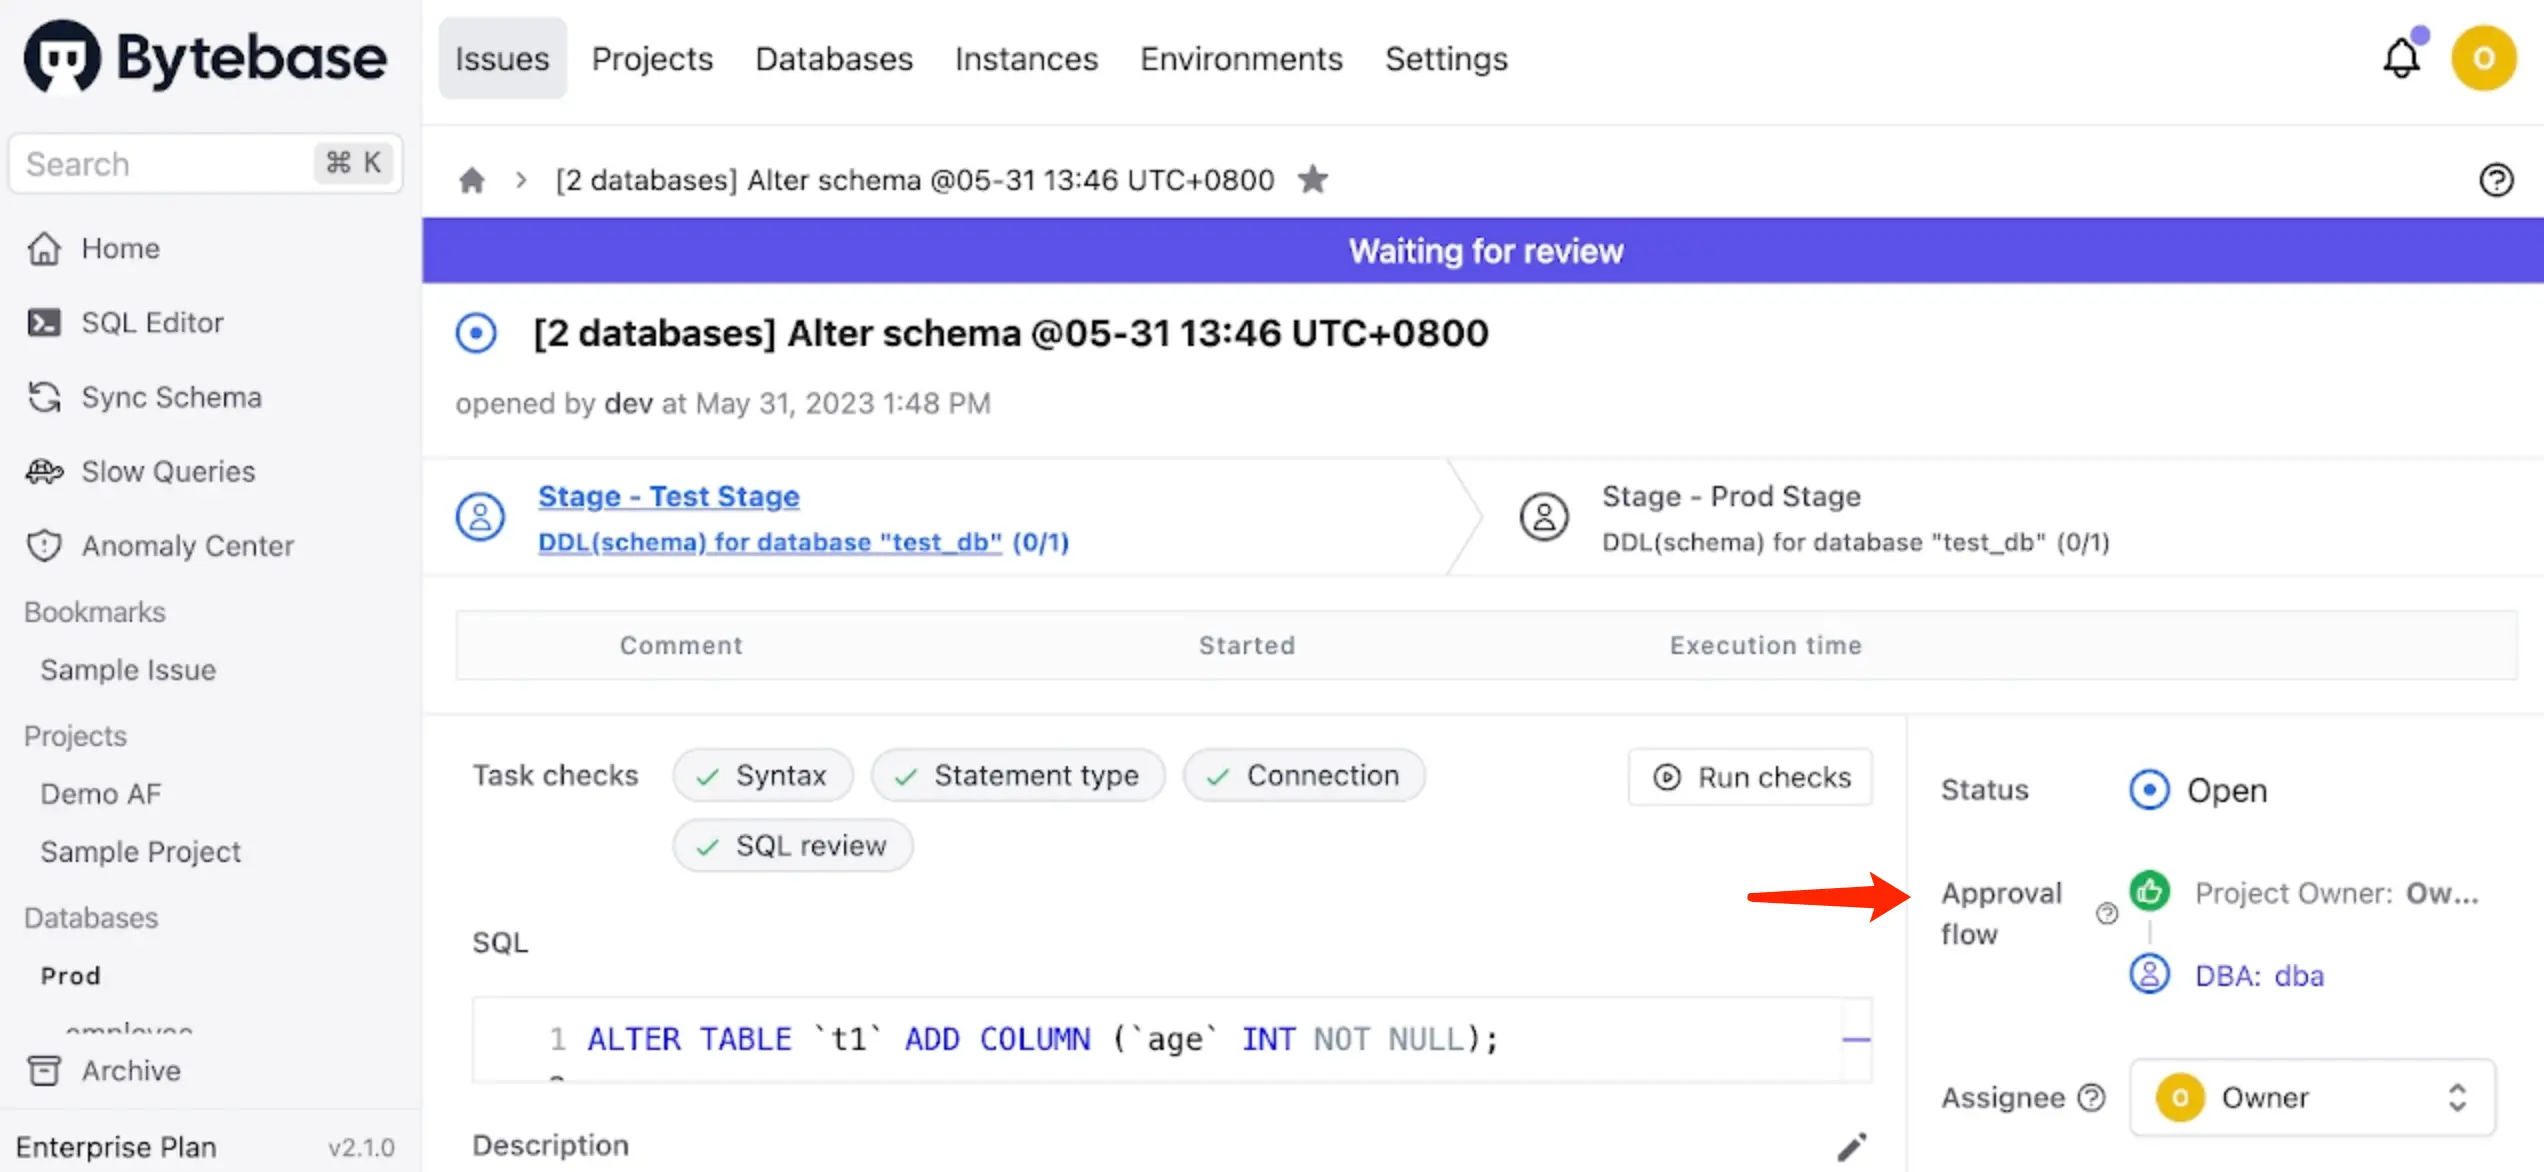 Bytebase
Issues Projects Databases Instances Environments Settings
O
Search ⌘ K
[2 databases] Alter schema @05-31 13:46 UTC+0800
Waiting for review
Home
SQL Editor
Sync Schema
Slow Queries
Anomaly Center
Bookmarks
Sample Issue
Projects
Demo AF
Sample Project
Databases
Prod
employee
Archive
Enterprise Plan v2.1.0
[2 databases] Alter schema @05-31 13:46 UTC+0800
opened by dev at May 31, 2023 1:48 PM
Stage - Test Stage
DDL(schema) for database "test_db" (0/1)
Stage - Prod Stage
DDL(schema) for database "test_db" (0/1)
Comment Started Execution time
Task checks Syntax Statement type Connection Run checks
SQL review
SQL
1 ALTER TABLE `t1` ADD COLUMN (`age` INT NOT NULL);
Description
Status Open
Approval flow Project Owner: Ow...
DBA: dba
Assignee O Owner